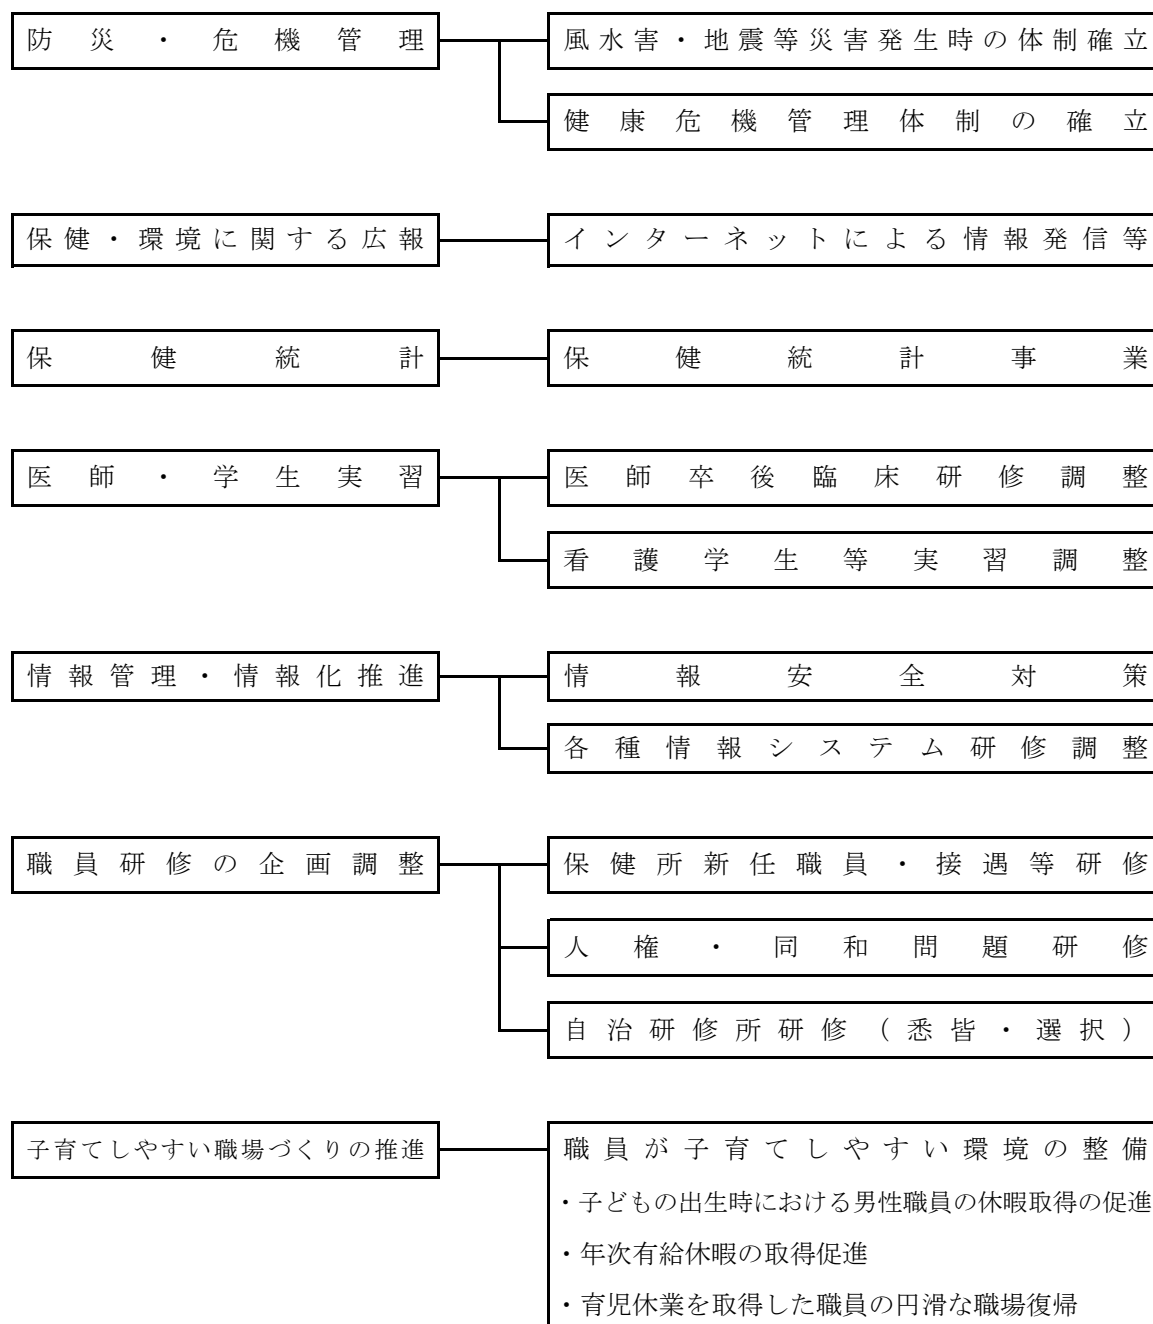 防災・危機管理
風水害・地震等災害発生時の体制確立
健康危機管理体制の確立
保健・環境に関する広報
インターネットによる情報発信等
保健統計
保健統計事業
医師・学生実習
医師卒後臨床研修調整
看護学生等実習調整
情報管理・情報化推進
情報安全対策
各種情報システム研修調整
職員研修の企画調整
保健所新任職員・接遇等研修
人権・同和問題研修
自治研修所研修（悉皆・選択）
子育てしやすい職場づくりの推進
職員が子育てしやすい環境の整備
・子どもの出生時における男性職員の休暇取得の促進
・年次有給休暇の取得促進
・育児休業を取得した職員の円滑な職場復帰